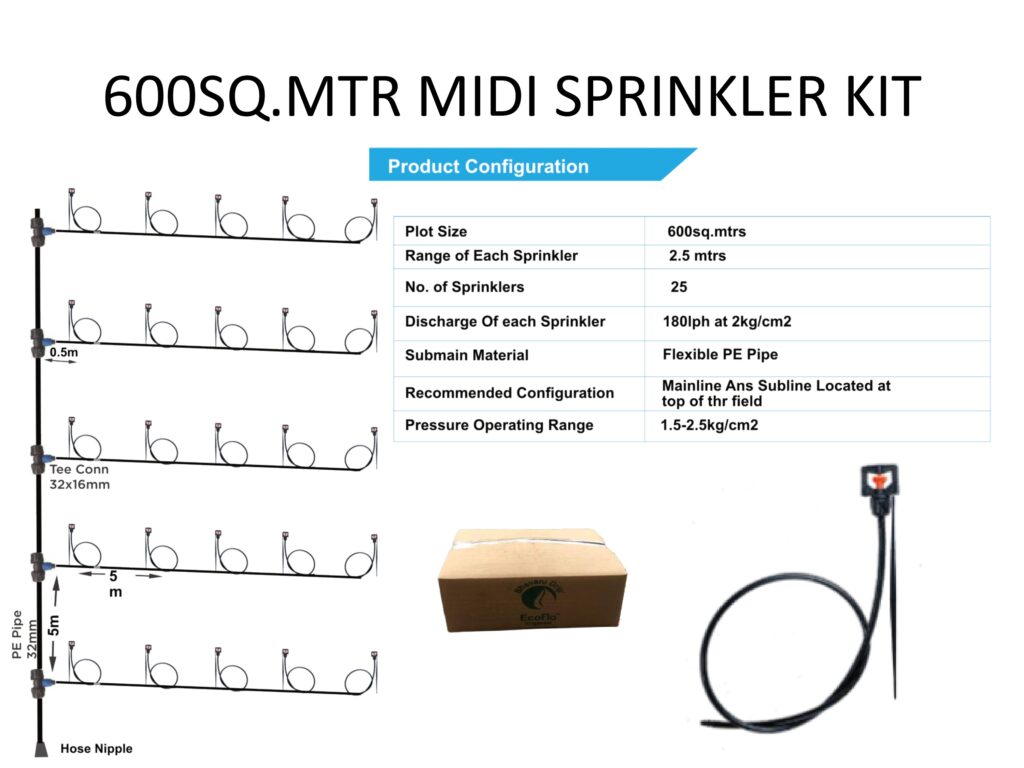 600SQ.MTR MIDI SPRINKLER KIT
Product Configuration
Plot Size 600sq.mtrs
Range of Each Sprinkler 2.5 mtrs
No. of Sprinklers 25
Discharge Of each Sprinkler 180lph at 2kg/cm2
Submain Material Flexible PE Pipe
Recommended Configuration Mainline Ans Subline Located at
top of thr field
Pressure Operating Range 1.5-2.5kg/cm2
0.5m
Tee Conn
32x16mm
5
m
5m
PE Pipe
32mm
Hose Nipple
Bhavani Drip
EcoFlo